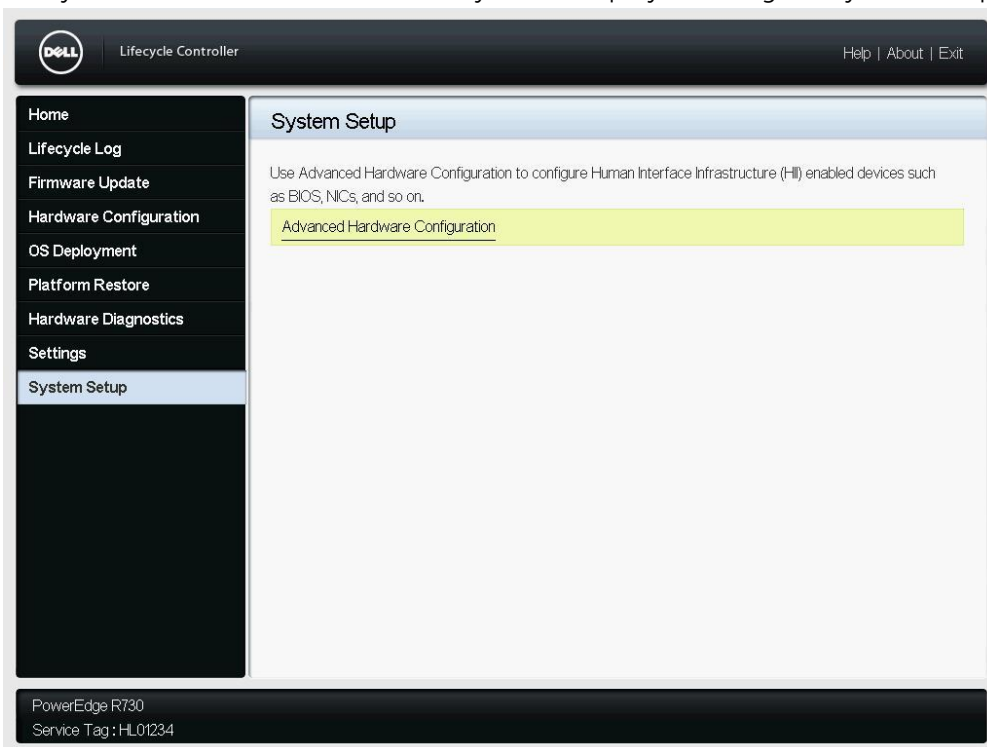 DELL
Lifecycle Controller
Help | About | Exit
Home
Lifecycle Log
Firmware Update
Hardware Configuration
OS Deployment
Platform Restore
Hardware Diagnostics
Settings
System Setup
System Setup
Use Advanced Hardware Configuration to configure Human Interface Infrastructure (HII) enabled devices such
as BIOS, NICs, and so on.
Advanced Hardware Configuration
PowerEdge R730
Service Tag : HL01234